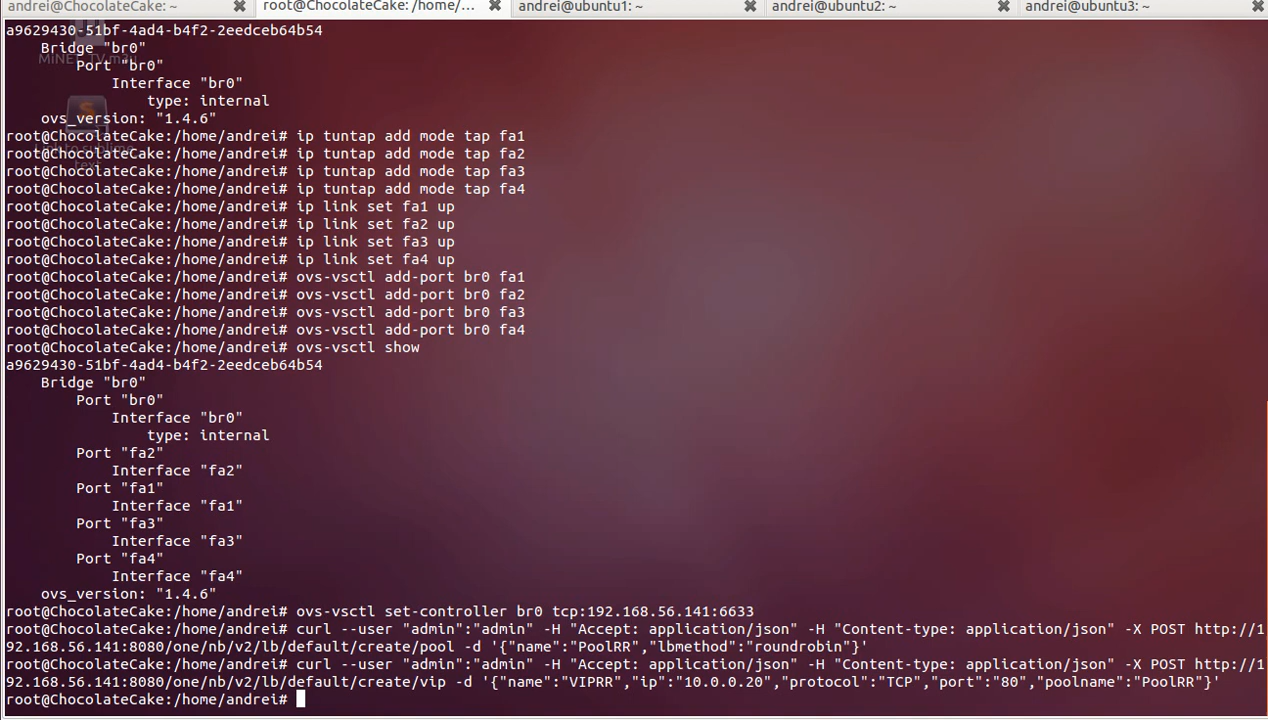 andrei@ChocolateCake: ~
root@ChocolateCake: /home/...
andrei@ubuntu1: ~
andrei@ubuntu2: ~
andrei@ubuntu3: ~
a9629430-51bf-4ad4-b4f2-2eedceb64b54
Bridge "br0"
Port "br0"
Interface "br0"
type: internal
ovs_version: "1.4.6"
root@ChocolateCake:/home/andrei# ip tuntap add mode tap fa1
root@ChocolateCake:/home/andrei# ip tuntap add mode tap fa2
root@ChocolateCake:/home/andrei# ip tuntap add mode tap fa3
root@ChocolateCake:/home/andrei# ip tuntap add mode tap fa4
root@ChocolateCake:/home/andrei# ip link set fa1 up
root@ChocolateCake:/home/andrei# ip link set fa2 up
root@ChocolateCake:/home/andrei# ip link set fa3 up
root@ChocolateCake:/home/andrei# ip link set fa4 up
root@ChocolateCake:/home/andrei# ovs-vsctl add-port br0 fa1
root@ChocolateCake:/home/andrei# ovs-vsctl add-port br0 fa2
root@ChocolateCake:/home/andrei# ovs-vsctl add-port br0 fa3
root@ChocolateCake:/home/andrei# ovs-vsctl add-port br0 fa4
root@ChocolateCake:/home/andrei# ovs-vsctl show
a9629430-51bf-4ad4-b4f2-2eedceb64b54
Bridge "br0"
Port "br0"
Interface "br0"
type: internal
Port "fa2"
Interface "fa2"
Port "fa1"
Interface "fa1"
Port "fa3"
Interface "fa3"
Port "fa4"
Interface "fa4"
ovs_version: "1.4.6"
root@ChocolateCake:/home/andrei# ovs-vsctl set-controller br0 tcp:192.168.56.141:6633
root@ChocolateCake:/home/andrei# curl --user "admin":"admin" -H "Accept: application/json" -H "Content-type: application/json" -X POST http://1
92.168.56.141:8080/one/nb/v2/lb/default/create/pool -d '{"name":"PoolRR","lbmethod":"roundrobin"}'
root@ChocolateCake:/home/andrei# curl --user "admin":"admin" -H "Accept: application/json" -H "Content-type: application/json" -X POST http://1
92.168.56.141:8080/one/nb/v2/lb/default/create/vip -d '{"name":"VIPRR","ip":"10.0.0.20","protocol":"TCP","port":"80","poolname":"PoolRR"}'
root@ChocolateCake:/home/andrei#